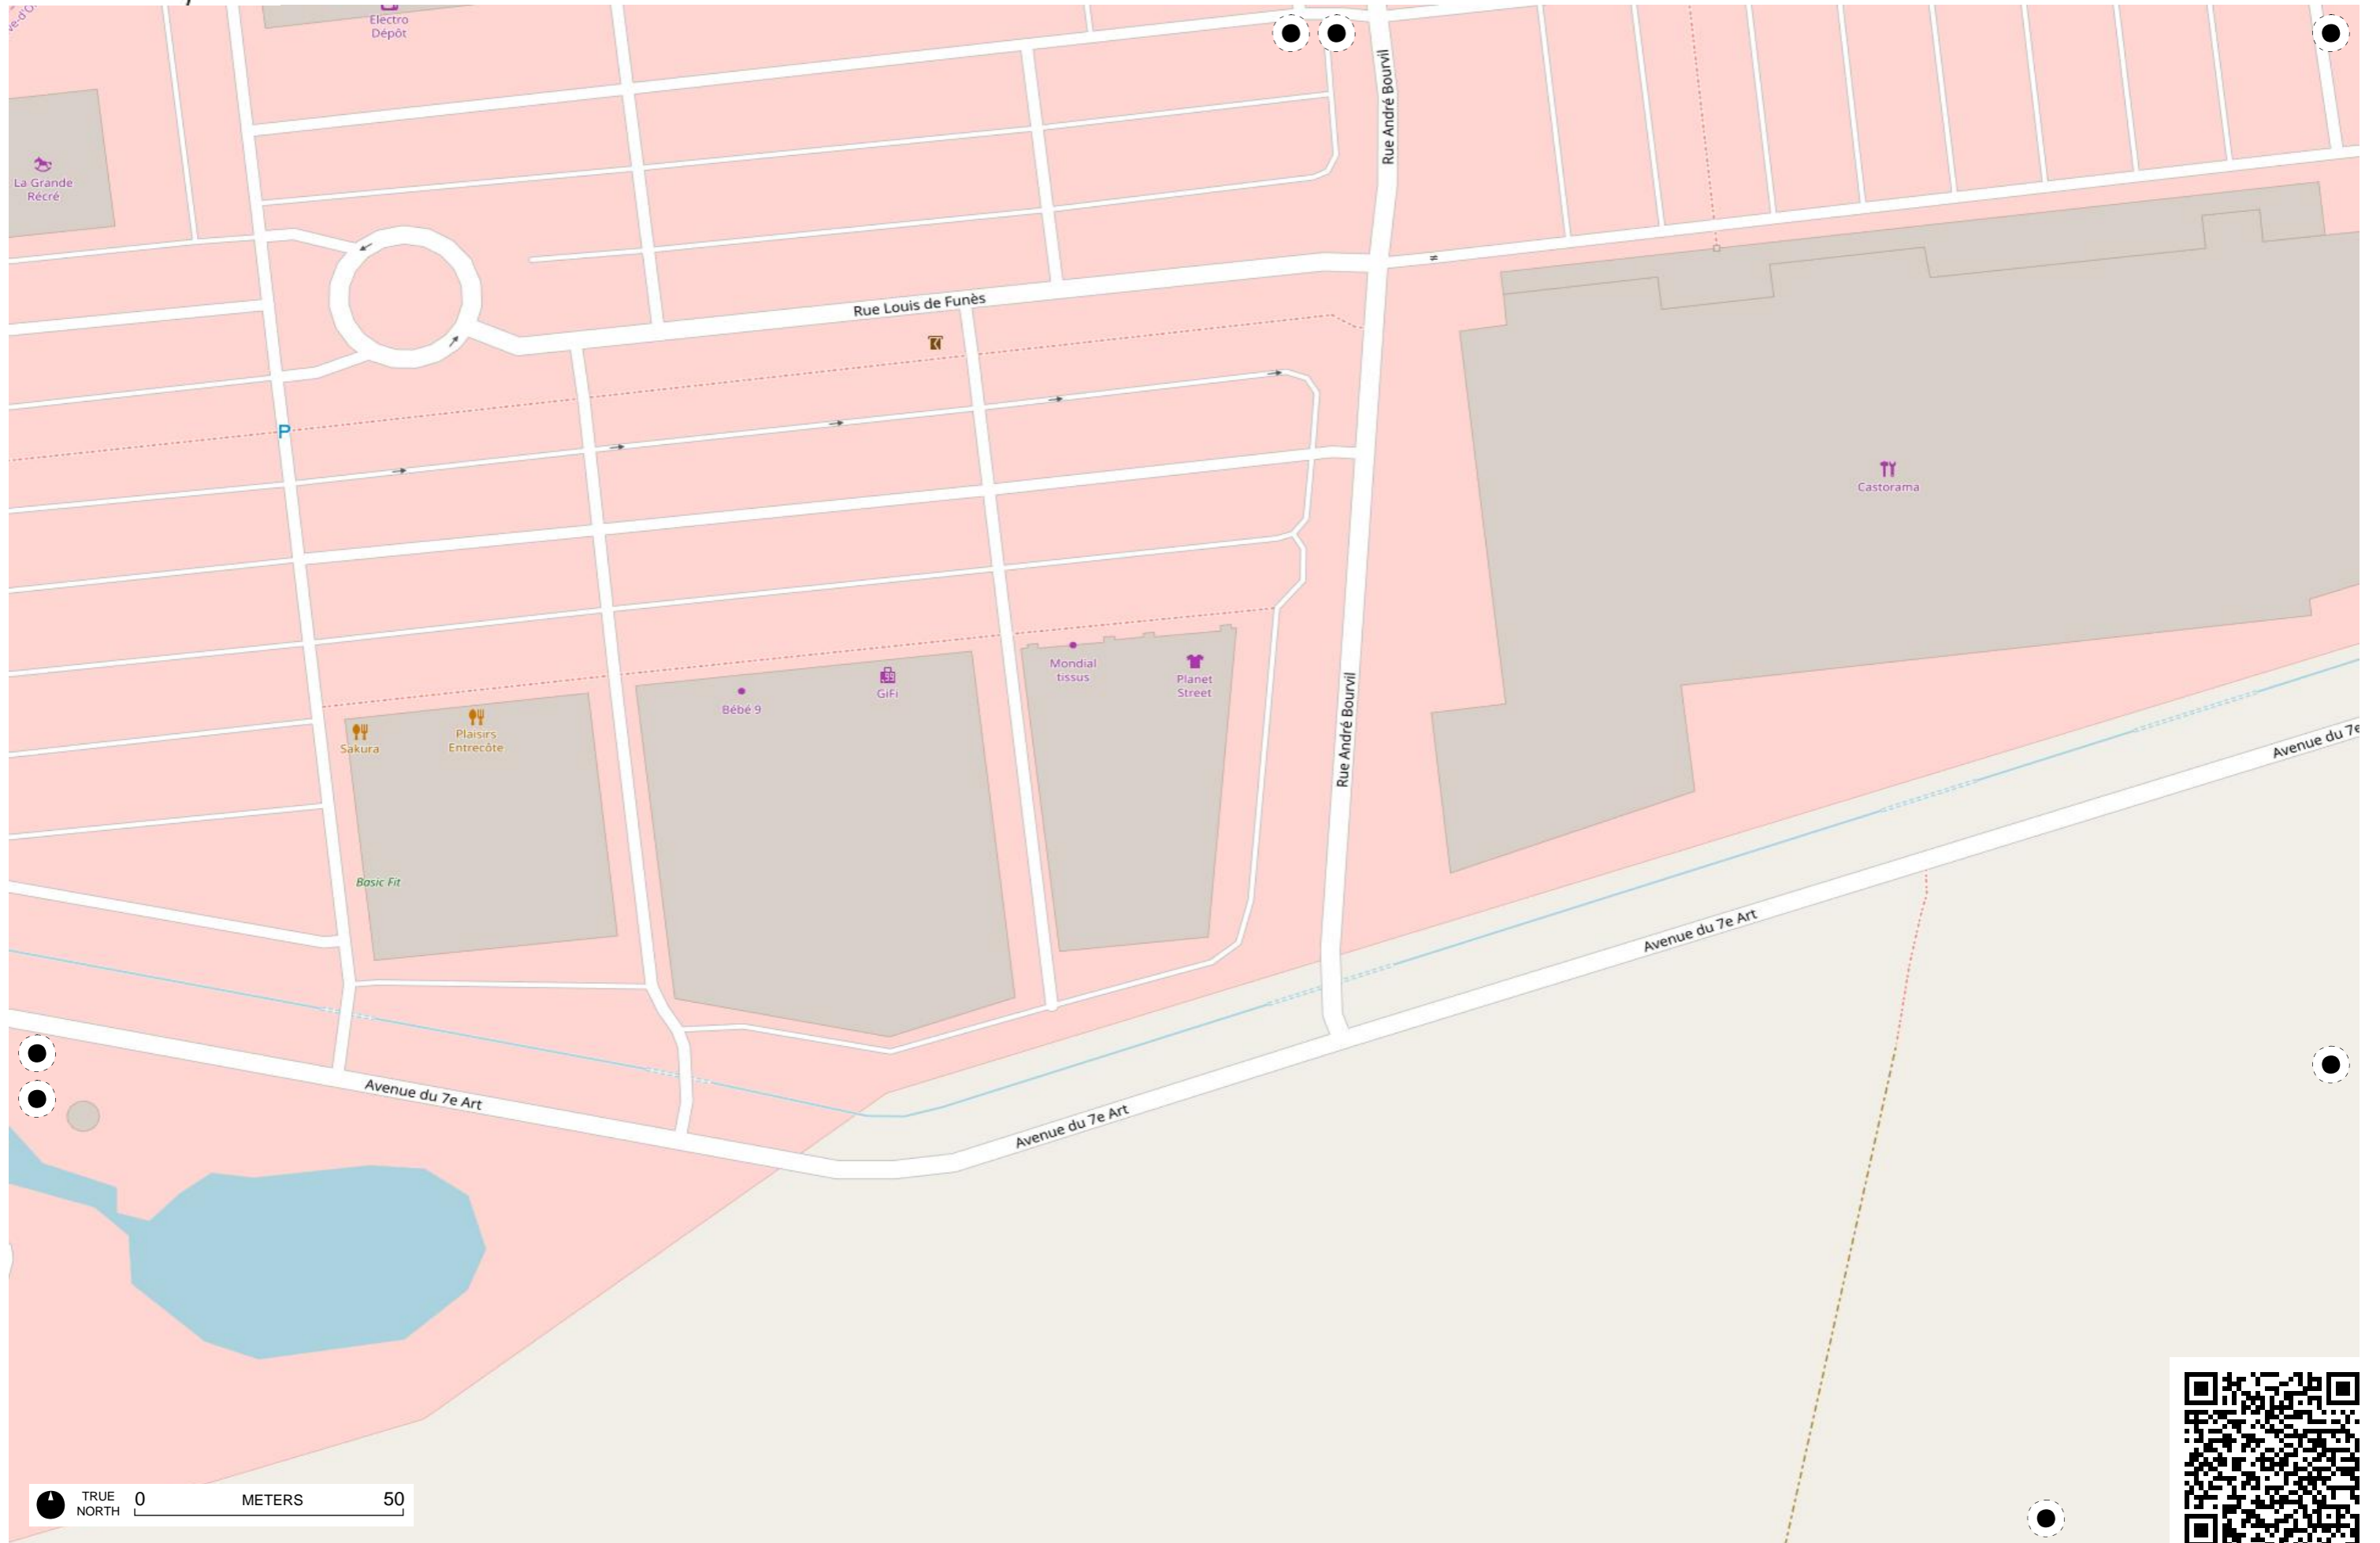 Electro
Dépôt
La Grande
Récré
Rue André Bourvil
Rue Louis de Funès
P
Castorama
Mondial
tissus
Planet
Street
GiFi
Bébé 9
Sakura
Plaisirs
Entrecôte
Rue André Bourvil
Avenue du 7e
Basic Fit
Avenue du 7e Art
Avenue du 7e Art
Avenue du 7e Art
TRUE
NORTH
0 METERS 50